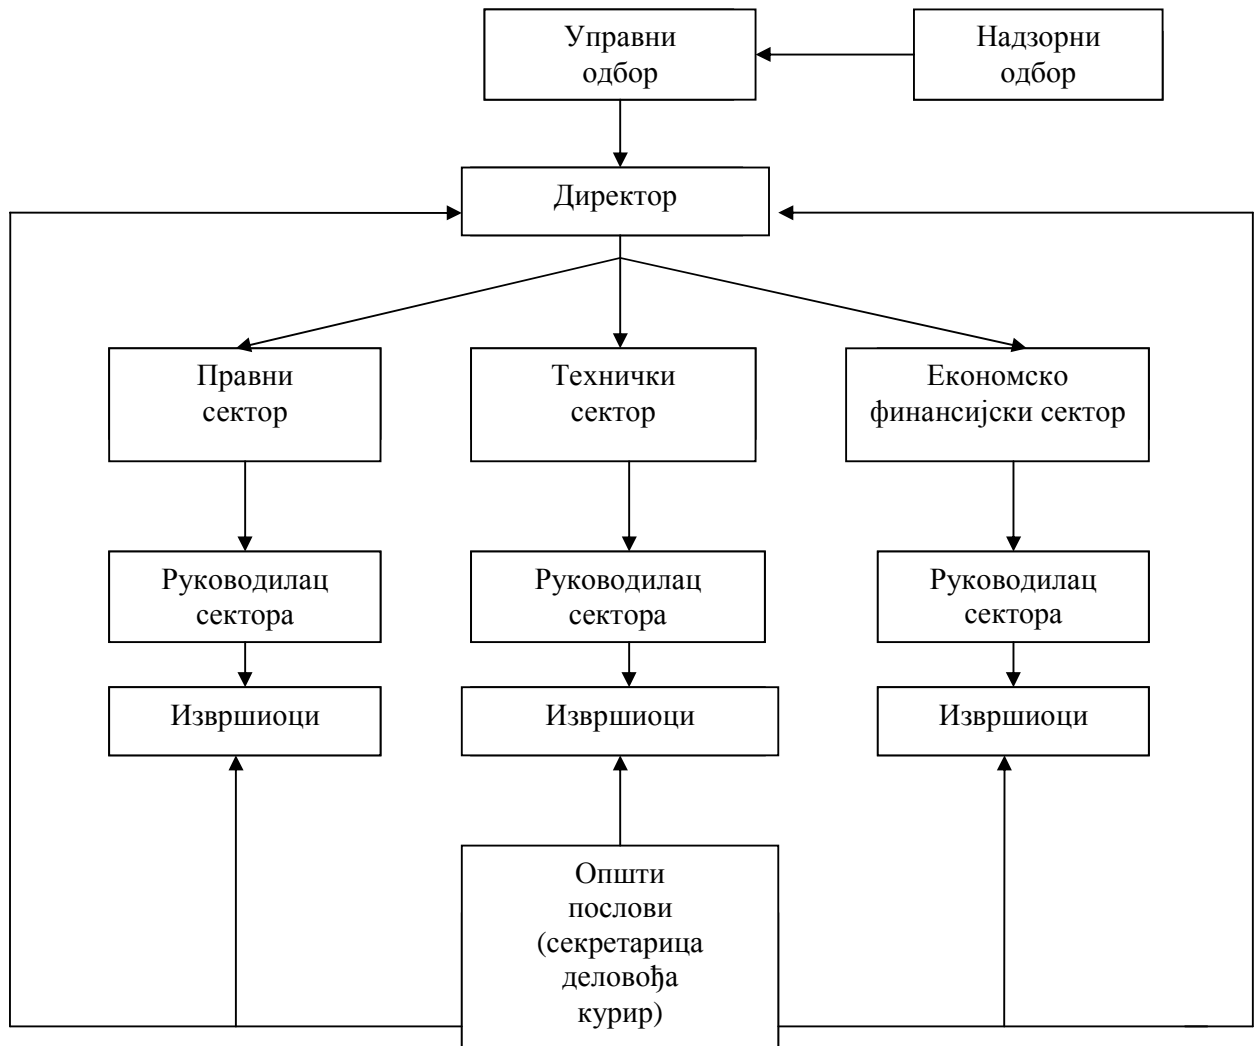 Управни
одбор
Надзорни
одбор
Директор
Правни
сектор
Технички
сектор
Економско
финансијски сектор
Руководилац
сектора
Руководилац
сектора
Руководилац
сектора
Извршиоци
Извршиоци
Извршиоци
Општи
послови
(секретарица
деловођа
курир)